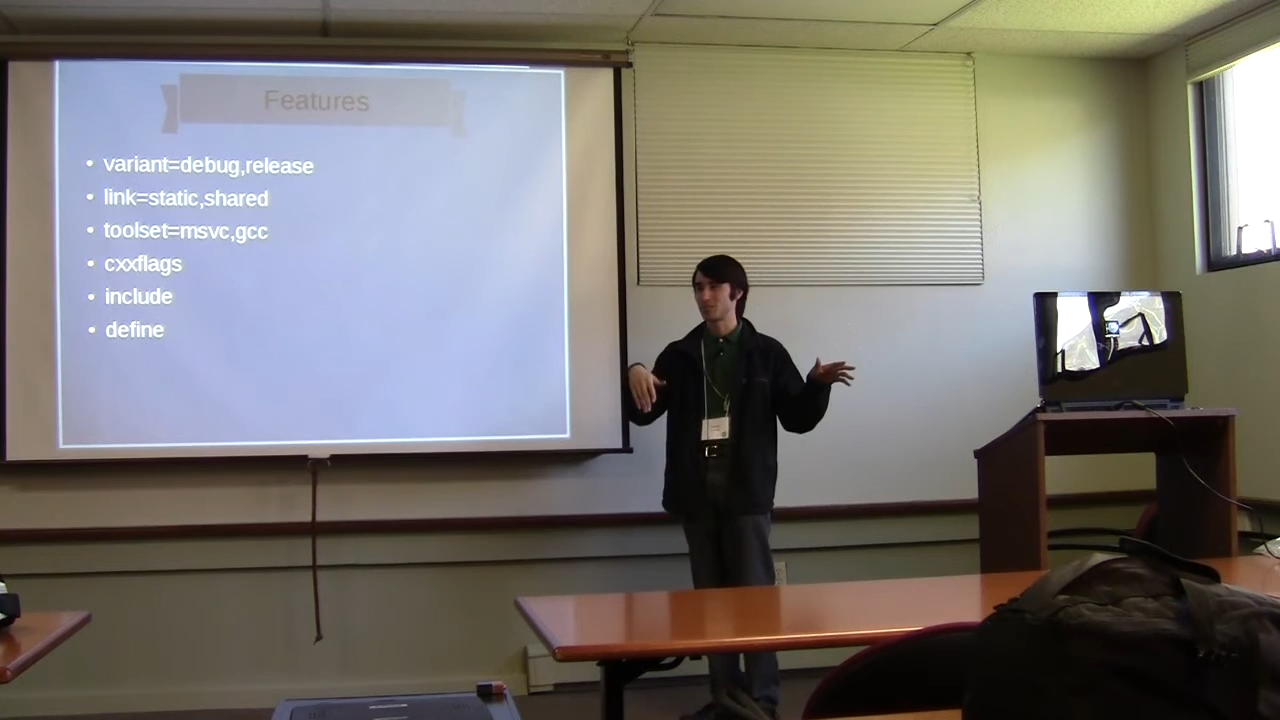 Features
• variant=debug,release
• link=static,shared
• toolset=msvc,gcc
• cxxflags
• include
• define